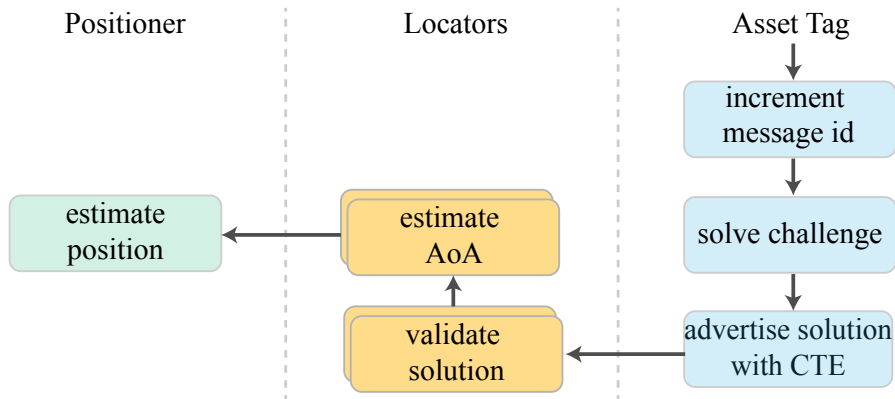 Positioner
Locators
Asset Tag
increment
message id
solve challenge
advertise solution
with CTE
validate
solution
estimate
AoA
estimate
position